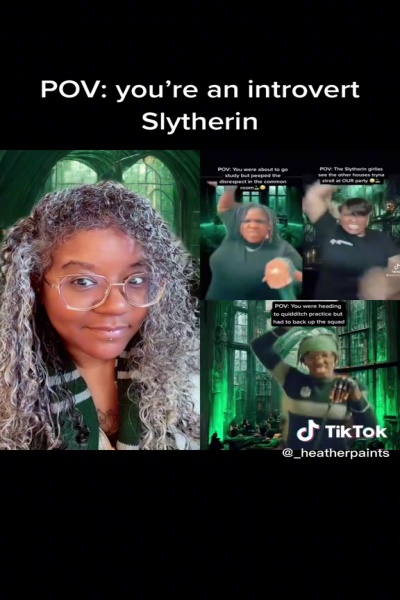 POV: you’re an introvert
Slytherin
POV: You were about to go
study but peeped the
disrespect in the common
room
POV: The Slytherin girlies
see the other houses tryna
stroll at OUR party
POV: You were heading
to quidditch practice but
had to back up the squad
TikTok
@_heatherpaints